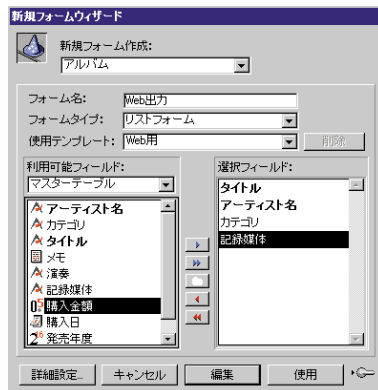 新規フォームウィザード
新規フォーム作成:
アルバム
フォーム名: Web出力
フォームタイプ: リストフォーム
使用テンプレート: Web用 削除
利用可能フィールド:
マスターテーブル
アーティスト名
カテゴリ
タイトル
メモ
演奏
記録媒体
購入金額
購入日
発売年度
選択フィールド:
タイトル
アーティスト名
カテゴリ
記録媒体
詳細設定... キャンセル 編集 使用